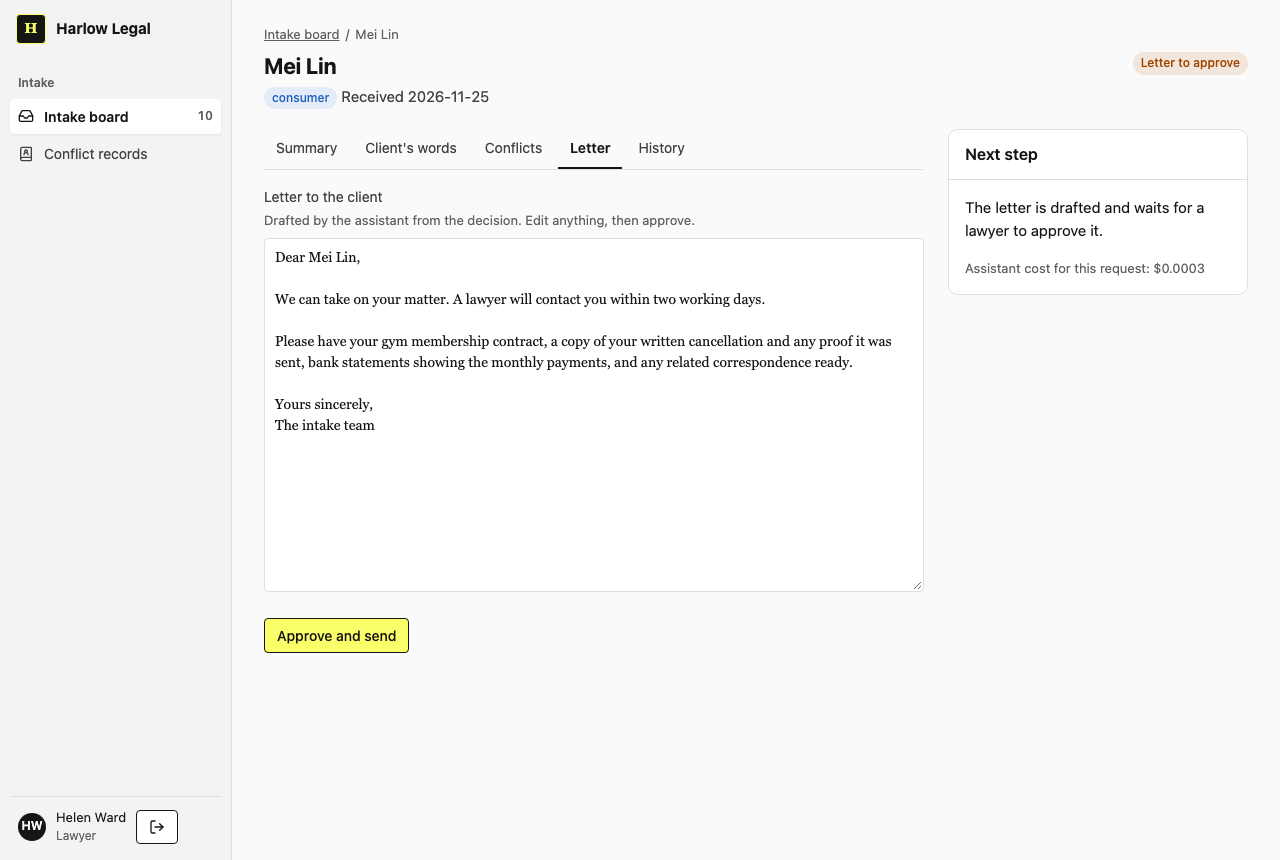 H
Harlow Legal
Intake
Intake board 10
Conflict records
Intake board / Mei Lin
Mei Lin
Letter to approve
consumer Received 2026-11-25
Summary Client's words Conflicts Letter History
Letter to the client
Drafted by the assistant from the decision. Edit anything, then approve.
Dear Mei Lin,
We can take on your matter. A lawyer will contact you within two working days.
Please have your gym membership contract, a copy of your written cancellation and any proof it was
sent, bank statements showing the monthly payments, and any related correspondence ready.
Yours sincerely,
The intake team
Approve and send
Next step
The letter is drafted and waits for a
lawyer to approve it.
Assistant cost for this request: $0.0003
HW
Helen Ward
Lawyer